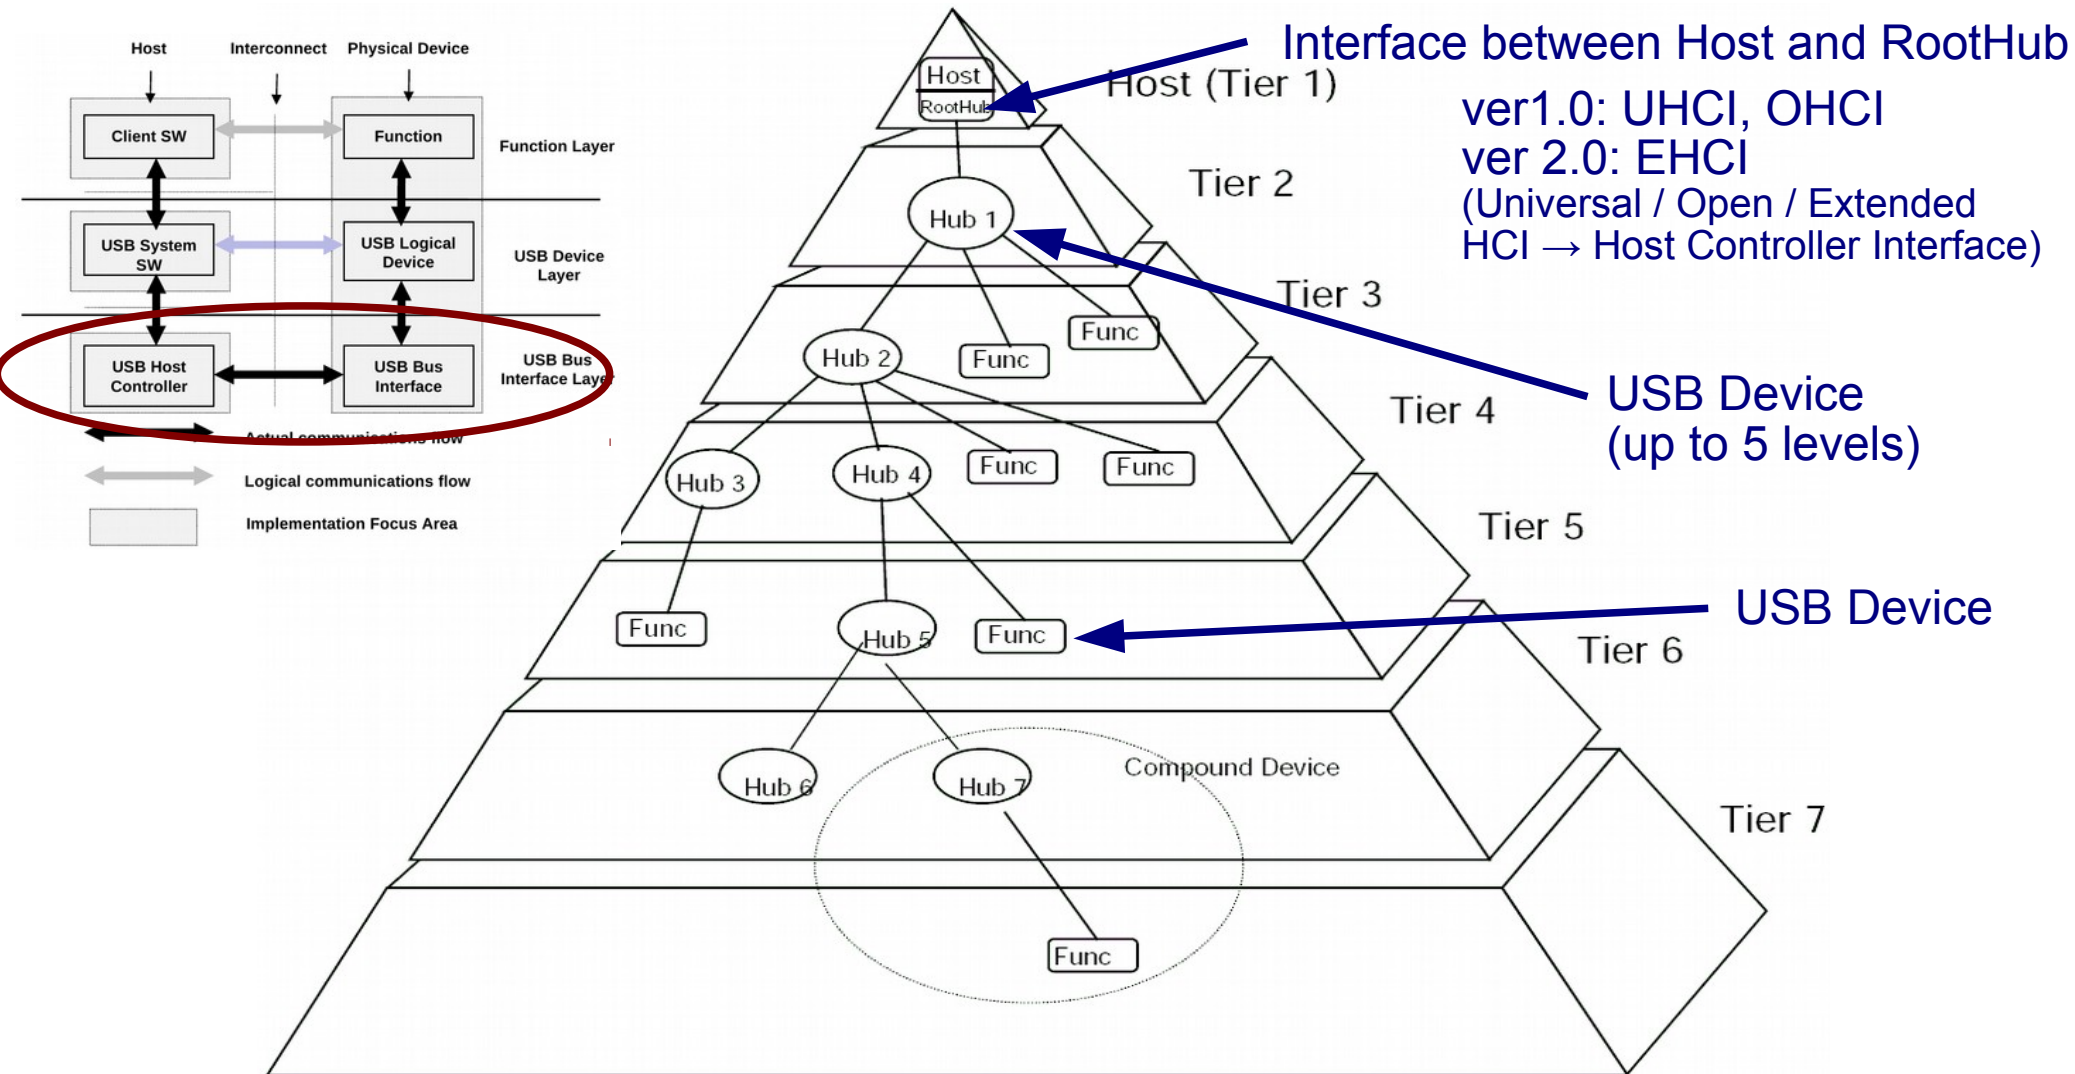 Host Interconnect Physical Device
Client SW
Function
Function Layer
USB System
SW
USB Logical
Device
USB Device
Layer
USB Host
Controller
USB Bus
Interface
USB Bus
Interface Layer
Actual communications flow
Logical communications flow
Implementation Focus Area
Interface between Host and RootHub
ver1.0: UHCI, OHCI
ver 2.0: EHCI
(Universal / Open / Extended
HCI → Host Controller Interface)
Host
RootHub
Host (Tier 1)
Tier 2
Hub 1
Tier 3
Hub 2
Func
Func
USB Device
(up to 5 levels)
Tier 4
Hub 3
Hub 4
Func
Func
Tier 5
Func
Hub 5
Func
USB Device
Tier 6
Hub 6
Hub 7
Compound Device
Tier 7
Func